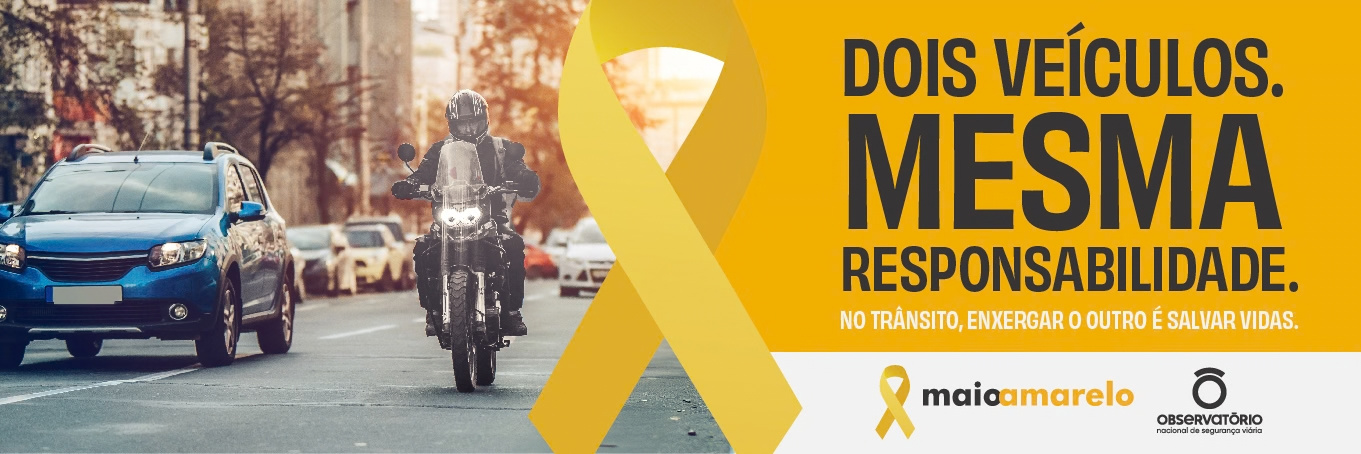 DOIS VEÍCULOS.
MESMA
RESPONSABILIDADE.
NO TRÂNSITO, ENXERGAR O OUTRO É SALVAR VIDAS.
maioamarelo
OBSERVATÓRIO
nacional de segurança viária